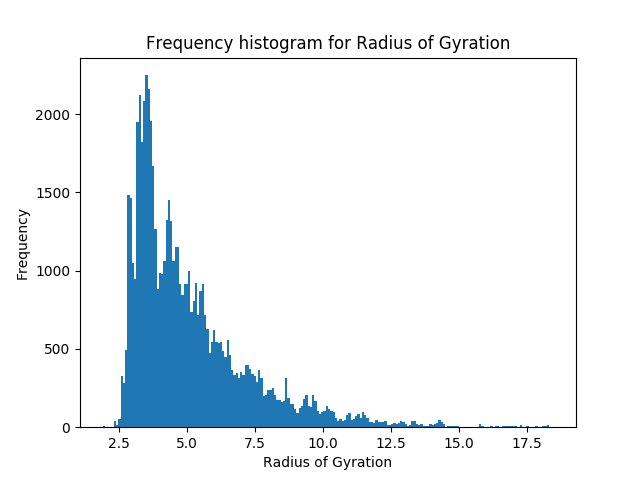 Frequency histogram for Radius of Gyration
Frequency
2000
1500
1000
500
0
2.5 5.0 7.5 10.0 12.5 15.0 17.5
Radius of Gyration